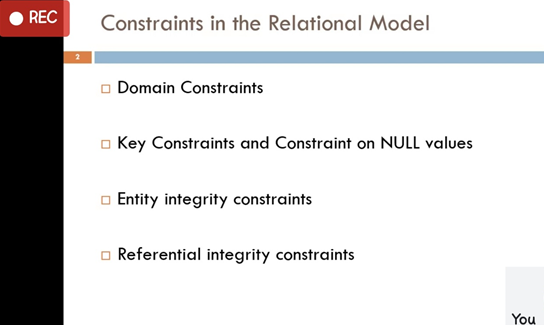 REC
Constraints in the Relational Model
2
Domain Constraints
Key Constraints and Constraint on NULL values
Entity integrity constraints
Referential integrity constraints
You